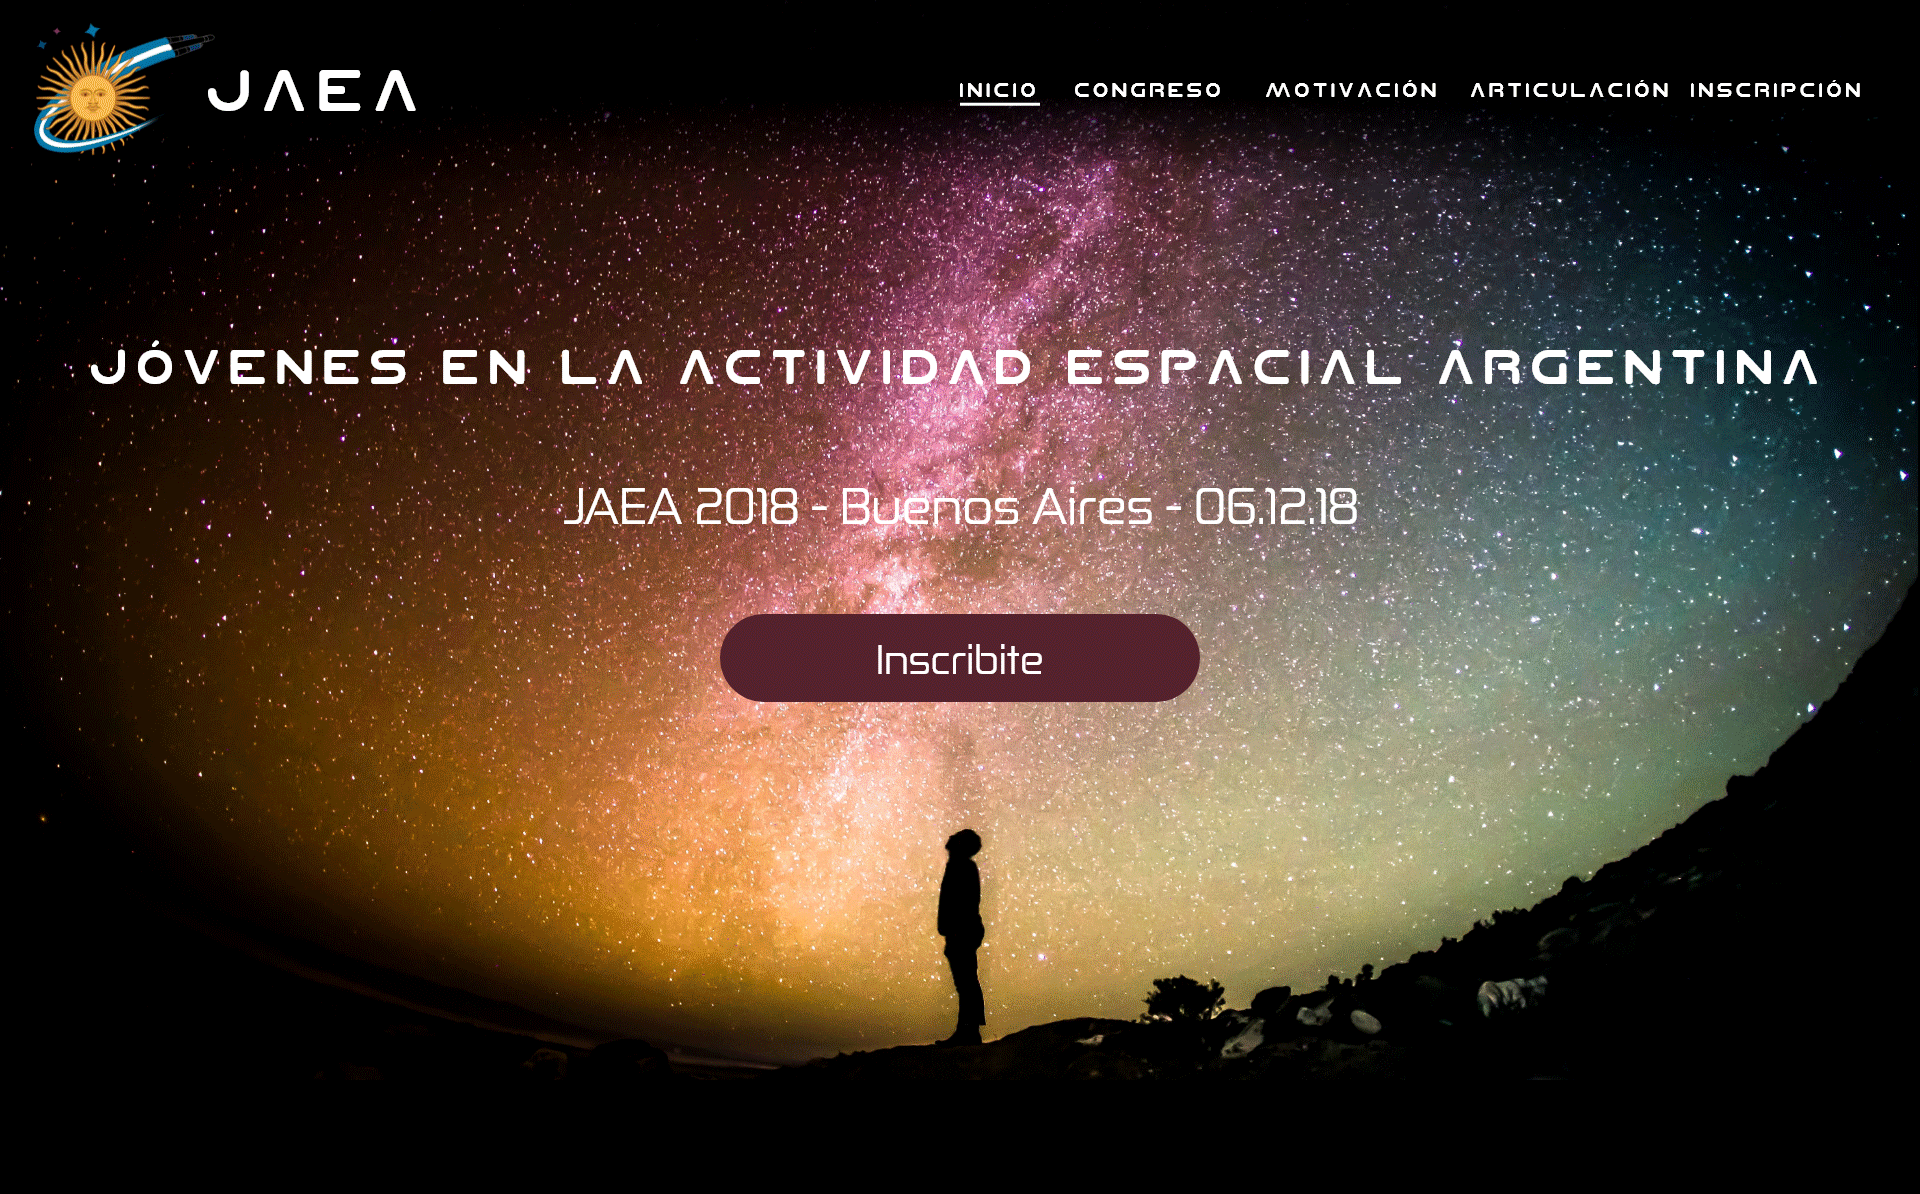 JAEA
INICIO CONGRESO MOTIVACIÓN ARTICULACIÓN INSCRIPCIÓN
JÓVENES EN LA ACTIVIDAD ESPACIAL ARGENTINA
JAEA 2018 - Buenos Aires - 06.12.18
Inscribite